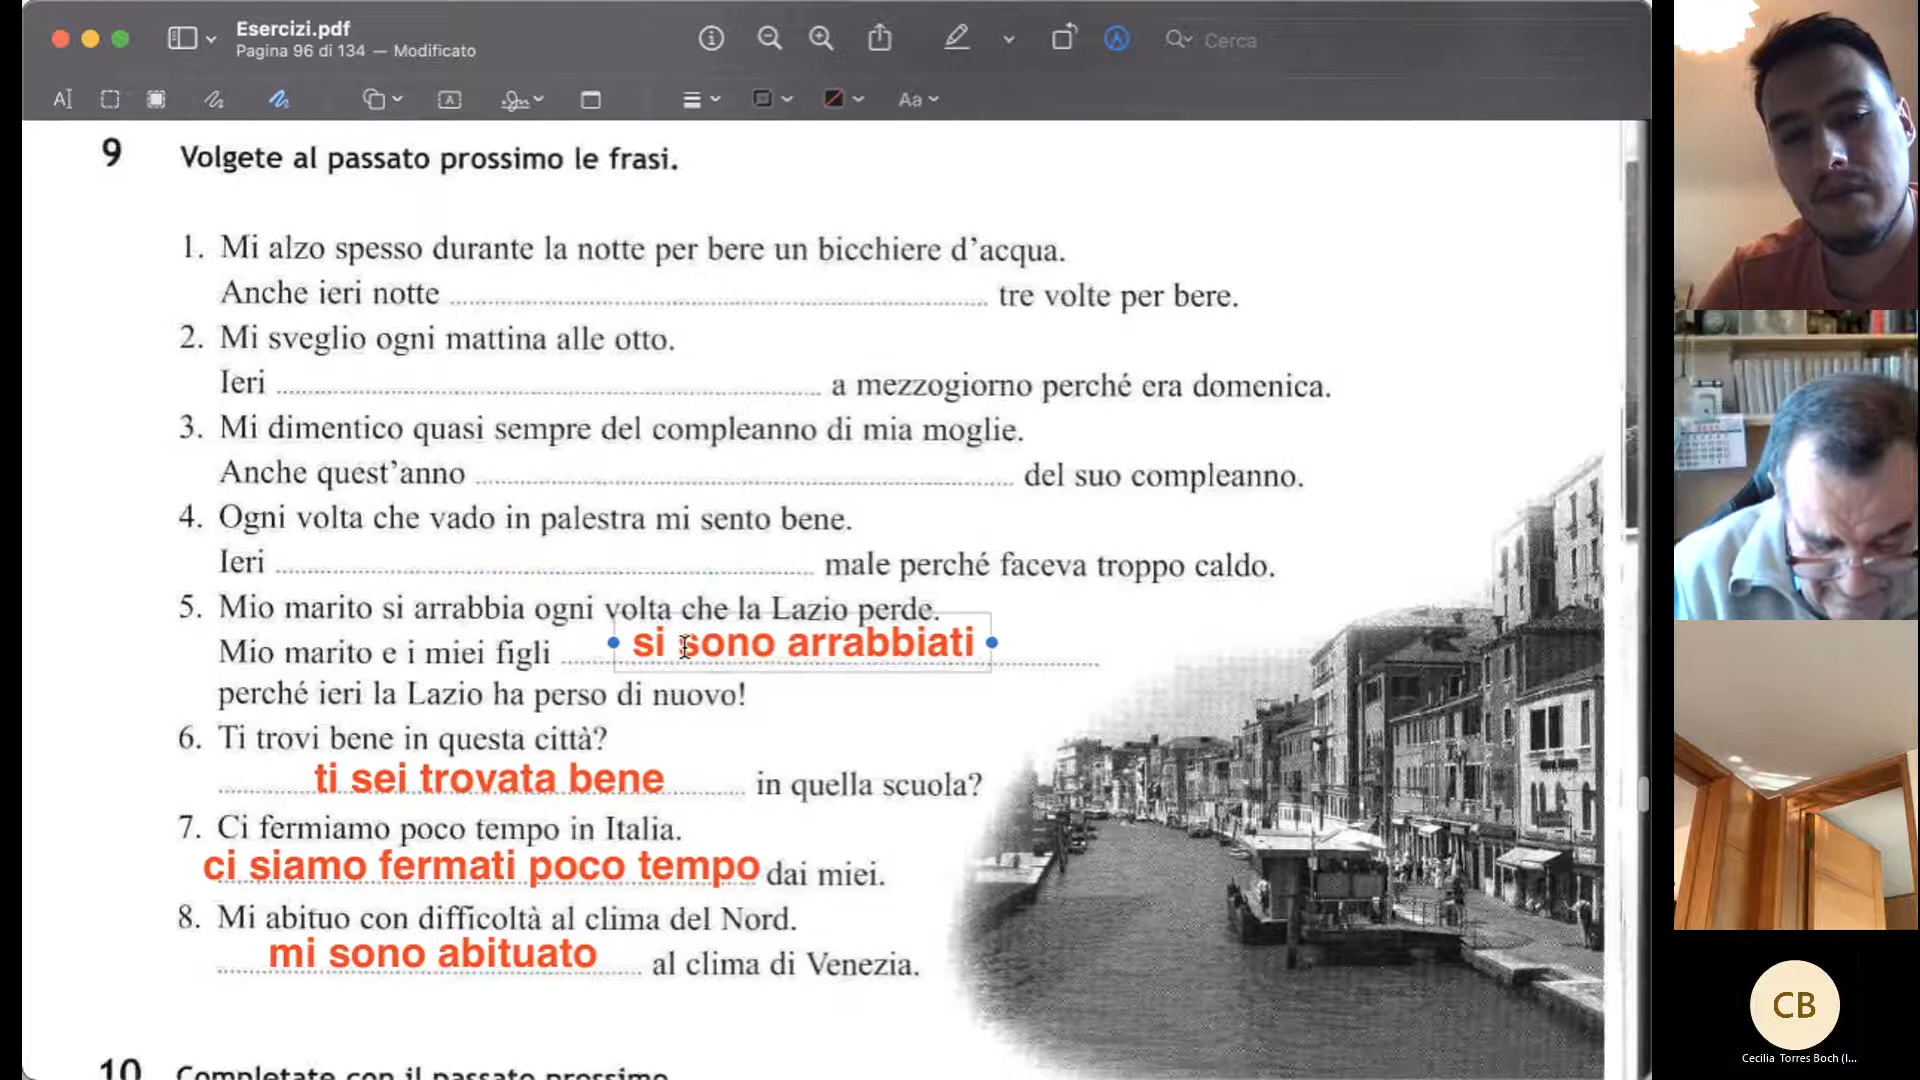 Esercizi.pdf
Pagina 96 di 134 — Modificato
Cerca
Aa
9 Volgete al passato prossimo le frasi.
1. Mi alzo spesso durante la notte per bere un bicchiere d'acqua.
Anche ieri notte ........ tre volte per bere.
2. Mi sveglio ogni mattina alle otto.
Ieri ........ a mezzogiorno perché era domenica.
3. Mi dimentico quasi sempre del compleanno di mia moglie.
Anche quest'anno ........ del suo compleanno.
4. Ogni volta che vado in palestra mi sento bene.
Ieri ........ male perché faceva troppo caldo.
5. Mio marito si arrabbia ogni volta che la Lazio perde.
Mio marito e i miei figli si sono arrabbiati
perché ieri la Lazio ha perso di nuovo!
6. Ti trovi bene in questa città?
ti sei trovata bene in quella scuola?
7. Ci fermiamo poco tempo in Italia.
ci siamo fermati poco tempo dai miei.
8. Mi abituo con difficoltà al clima del Nord.
mi sono abituato al clima di Venezia.
10 Completate con il passato prossimo
CB
Cecilia Torres Boch (I...